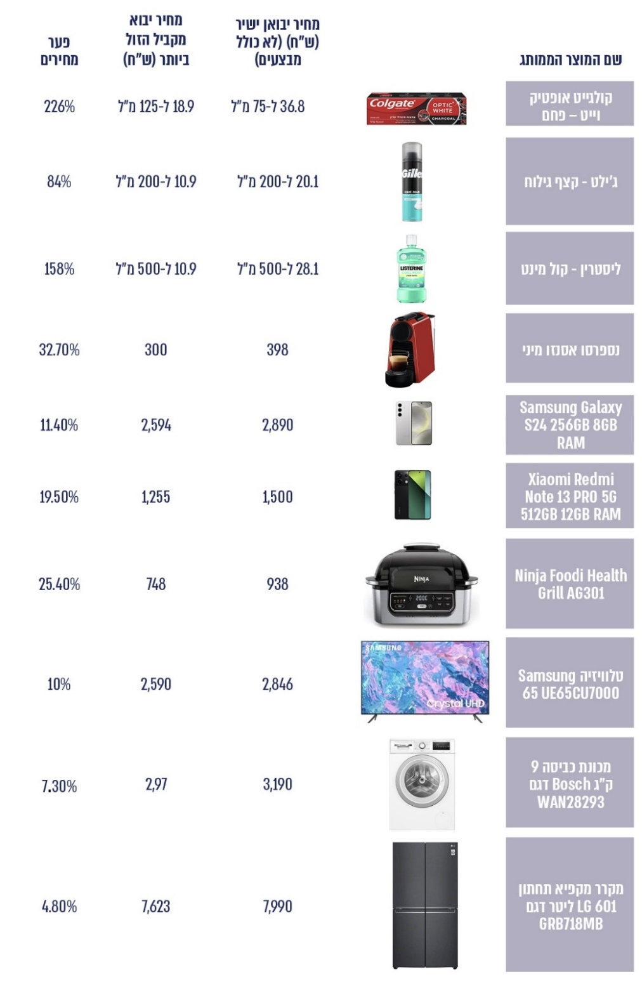 שם המוצר הממותג
מחיר יבואן ישיר
(ש"ח) (לא כולל
מבצעים)
מחיר יבוא
מקביל הזול
ביותר (ש"ח)
פער
מחירים
קולגייט אופטיק
וייט – פחם
Colgate
OPTIC
WHITE
CHARCOAL
36.8 ל-75 מ"ל
18.9 ל-125 מ"ל
226%
ג'ילט - קצף גילוח
Gille
20.1 ל-200 מ"ל
10.9 ל-200 מ"ל
84%
ליסטרין - קול מינט
LISTERINE
28.1 ל-500 מ"ל
10.9 ל-500 מ"ל
158%
נספרסו אסנזו מיני
398
300
32.70%
Samsung Galaxy
S24 256GB 8GB
RAM
2,890
2,594
11.40%
Xiaomi Redmi
Note 13 PRO 5G
512GB 12GB RAM
1,500
1,255
19.50%
Ninja Foodi Health
Grill AG301
NINJA
200C
938
748
25.40%
טלוויזיה Samsung
65 UE65CU7000
SAMSUNG
Crystal UHD
2,846
2,590
10%
מכונת כביסה 9
ק"ג Bosch דגם
WAN28293
3,190
2,97
7.30%
מקרר מקפיא תחתון
LG 601 ליטר דגם
GRB718MB
7,990
7,623
4.80%